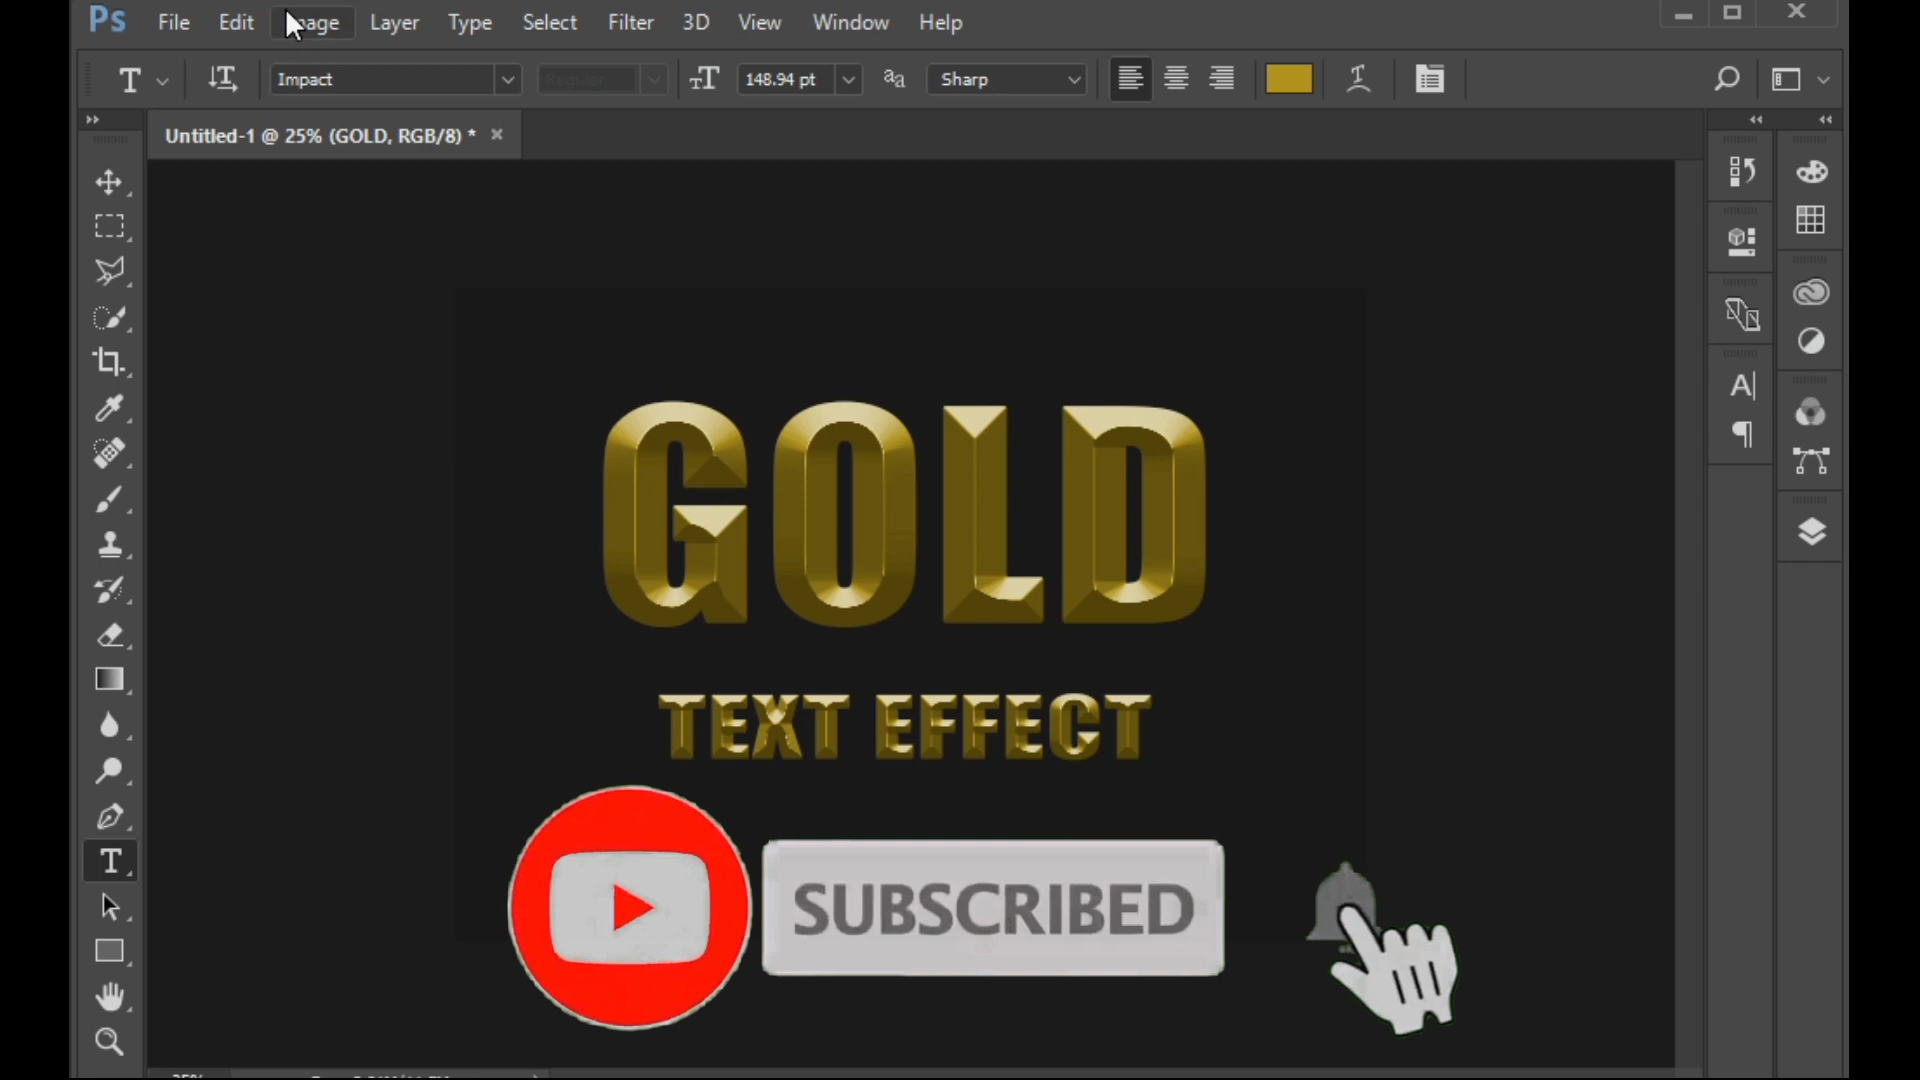 Ps File Edit Image Layer Type Select Filter 3D View Window Help
T Impact Regular 148.94 pt Sharp
Untitled-1 @ 25% (GOLD, RGB/8) *
GOLD
TEXT EFFECT
SUBSCRIBED